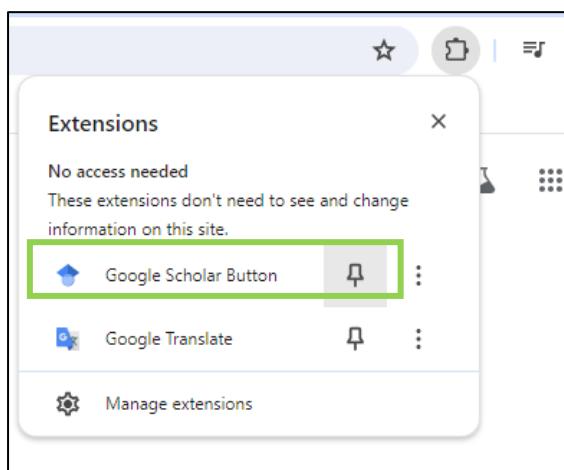 Extensions
No access needed
These extensions don't need to see and change
information on this site.
Google Scholar Button
Google Translate
Manage extensions